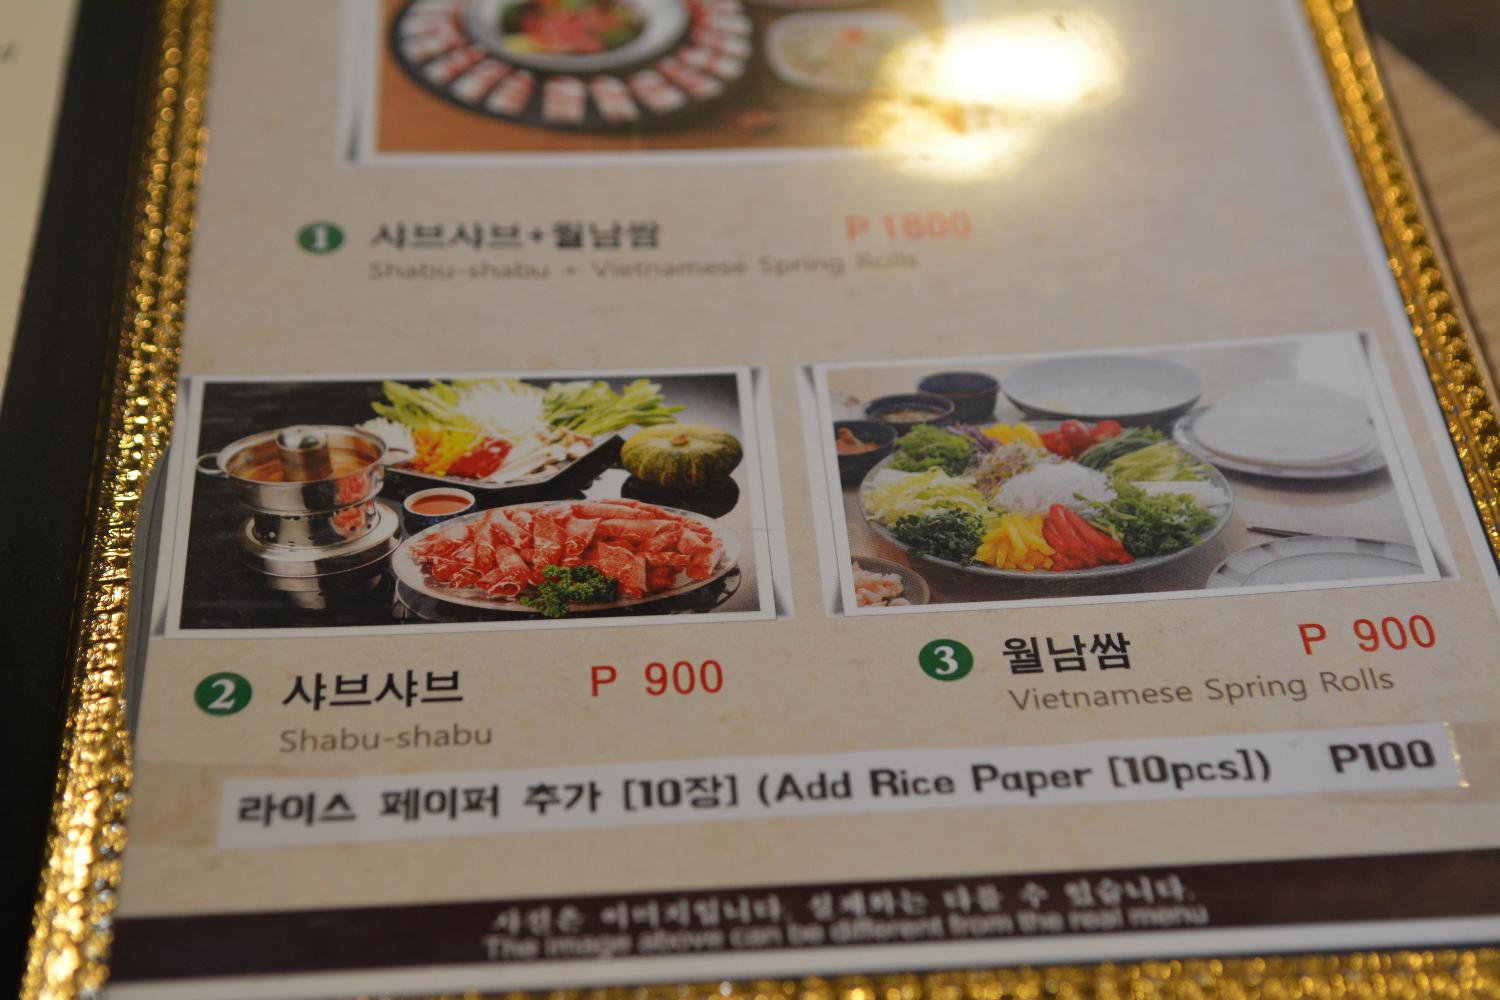 1 샤브샤브+월남쌈 P 1800
Shabu-shabu + Vietnamese Spring Rolls
2 샤브샤브 P 900
Shabu-shabu
3 월남쌈 P 900
Vietnamese Spring Rolls
라이스 페이퍼 추가 [10장] (Add Rice Paper [10pcs]) P100
사진은 이미지입니다. 실제와는 다를 수 있습니다.
The image above can be different from the real menu